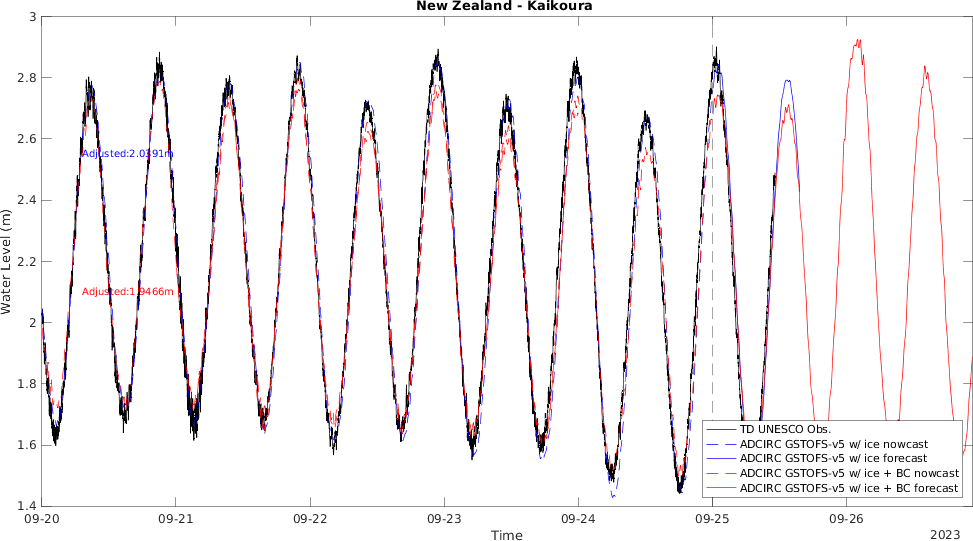 New Zealand - Kaikoura
3
2.8
2.6
2.4
2.2
2
1.8
1.6
1.4
Water Level (m)
Adjusted:2.0391m
Adjusted:1.9466m
TD UNESCO Obs.
ADCIRC GSTOFS-v5 w/ ice nowcast
ADCIRC GSTOFS-v5 w/ ice forecast
ADCIRC GSTOFS-v5 w/ ice + BC nowcast
ADCIRC GSTOFS-v5 w/ ice + BC forecast
09-20 09-21 09-22 09-23 09-24 09-25 09-26
Time
2023